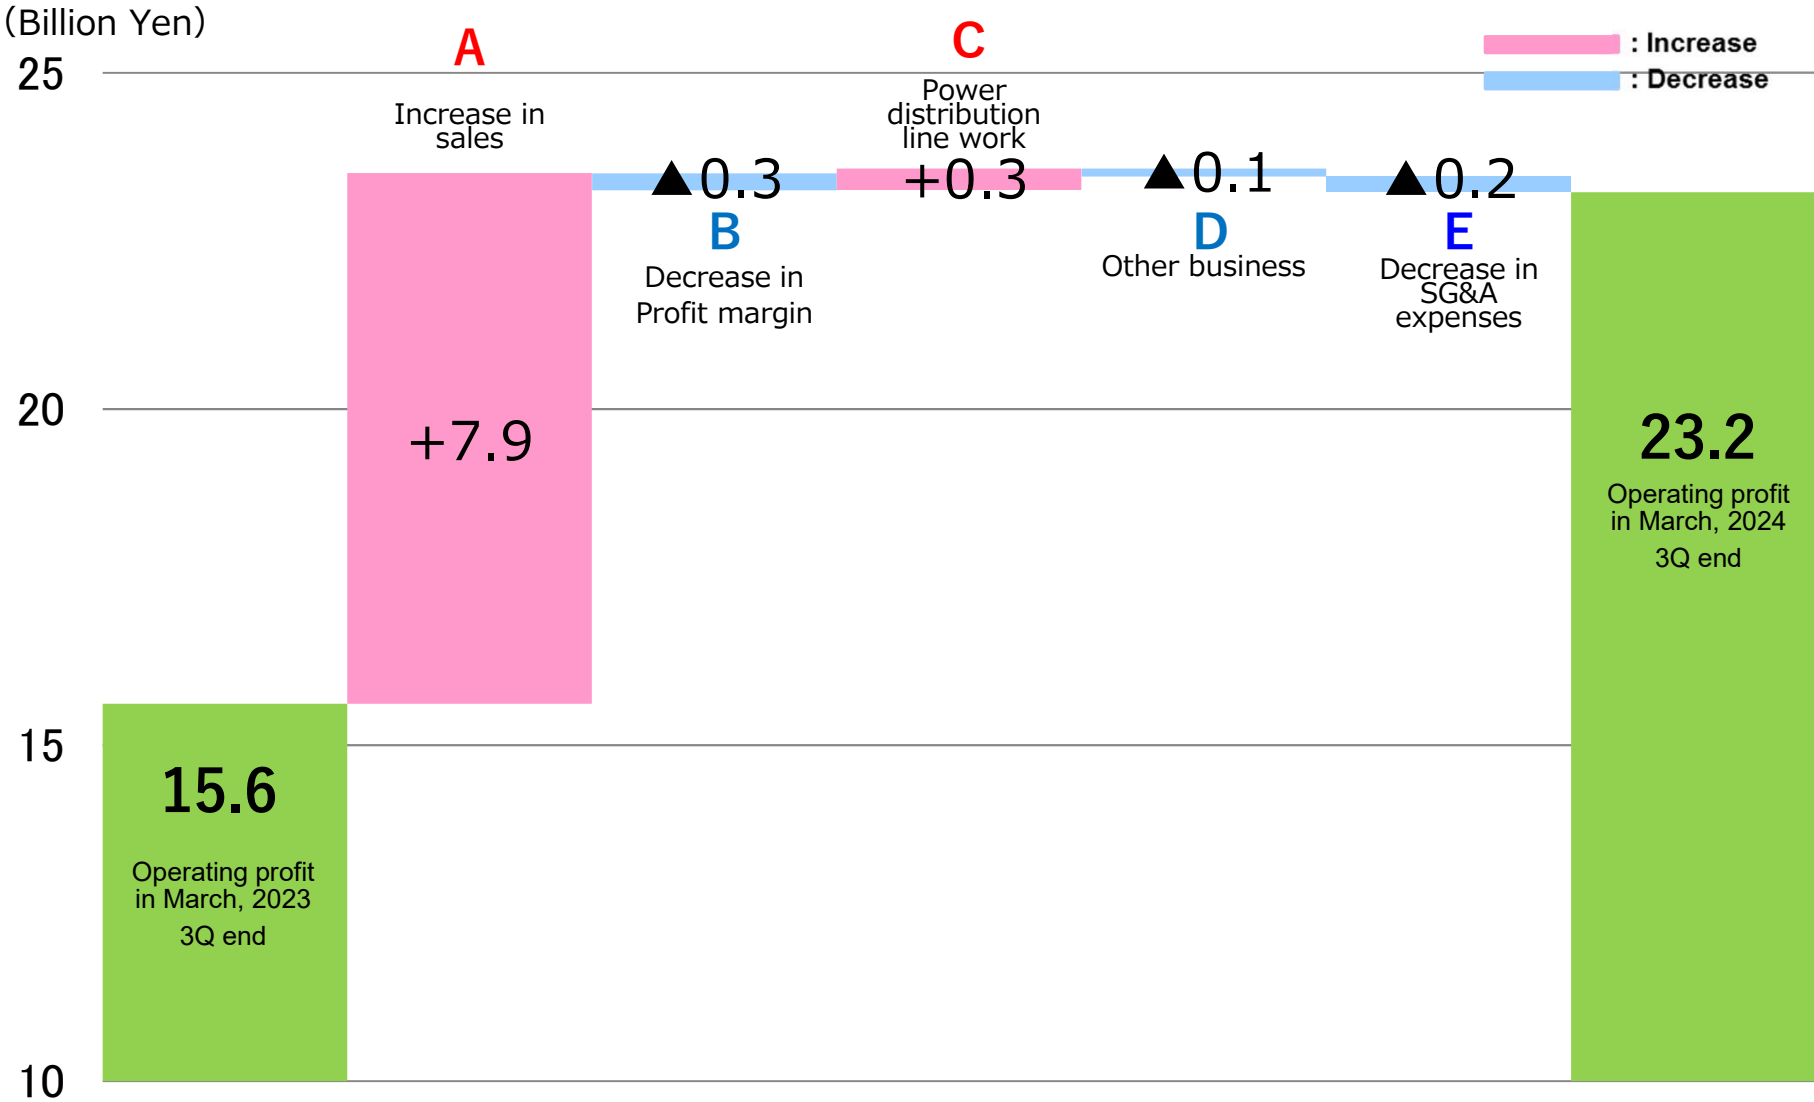 (Billion Yen)
: Increase
: Decrease
25
20
15
10
15.6
Operating profit
in March, 2023
3Q end
A
Increase in
sales
+7.9
▲0.3
B
Decrease in
Profit margin
C
Power
distribution
line work
+0.3
▲0.1
D
Other business
▲0.2
E
Decrease in
SG&A
expenses
23.2
Operating profit
in March, 2024
3Q end